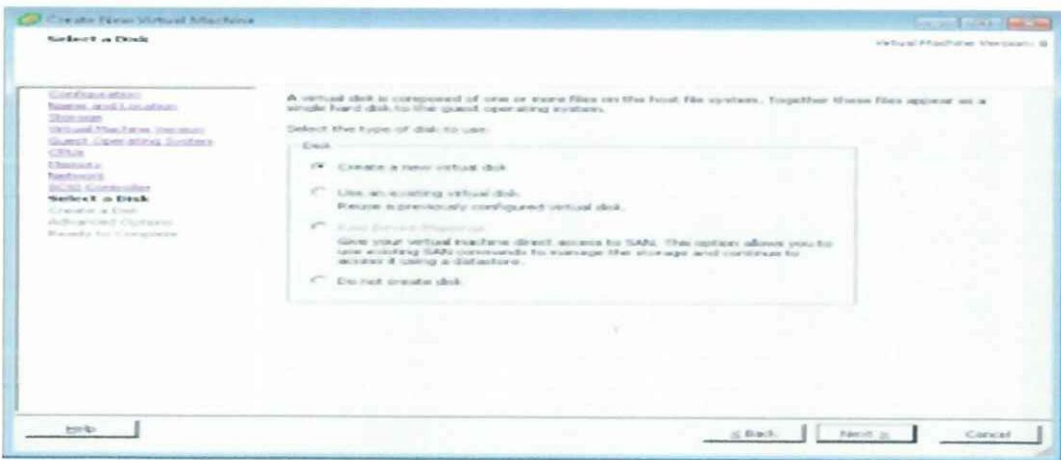 Create New Virtual Machine
Select a Disk
Virtual Machine Version: 8
Configuration
Name and Location
Storage
Virtual Machine Version
Guest Operating System
CPUs
Memory
Network
SCSI Controller
Select a Disk
Create a Disk
Advanced Options
Ready to Complete
A virtual disk is composed of one or more files on the host file system. Together these files appear as a
single hard disk to the guest operating system.
Select the type of disk to use.
Disk
Create a new virtual disk
Use an existing virtual disk
Reuse a previously configured virtual disk.
Raw Device Mappings
Give your virtual machine direct access to SAN. This option allows you to
use existing SAN commands to manage the storage and continue to
access it using a datastore.
Do not create disk
Help
< Back
Next >
Cancel